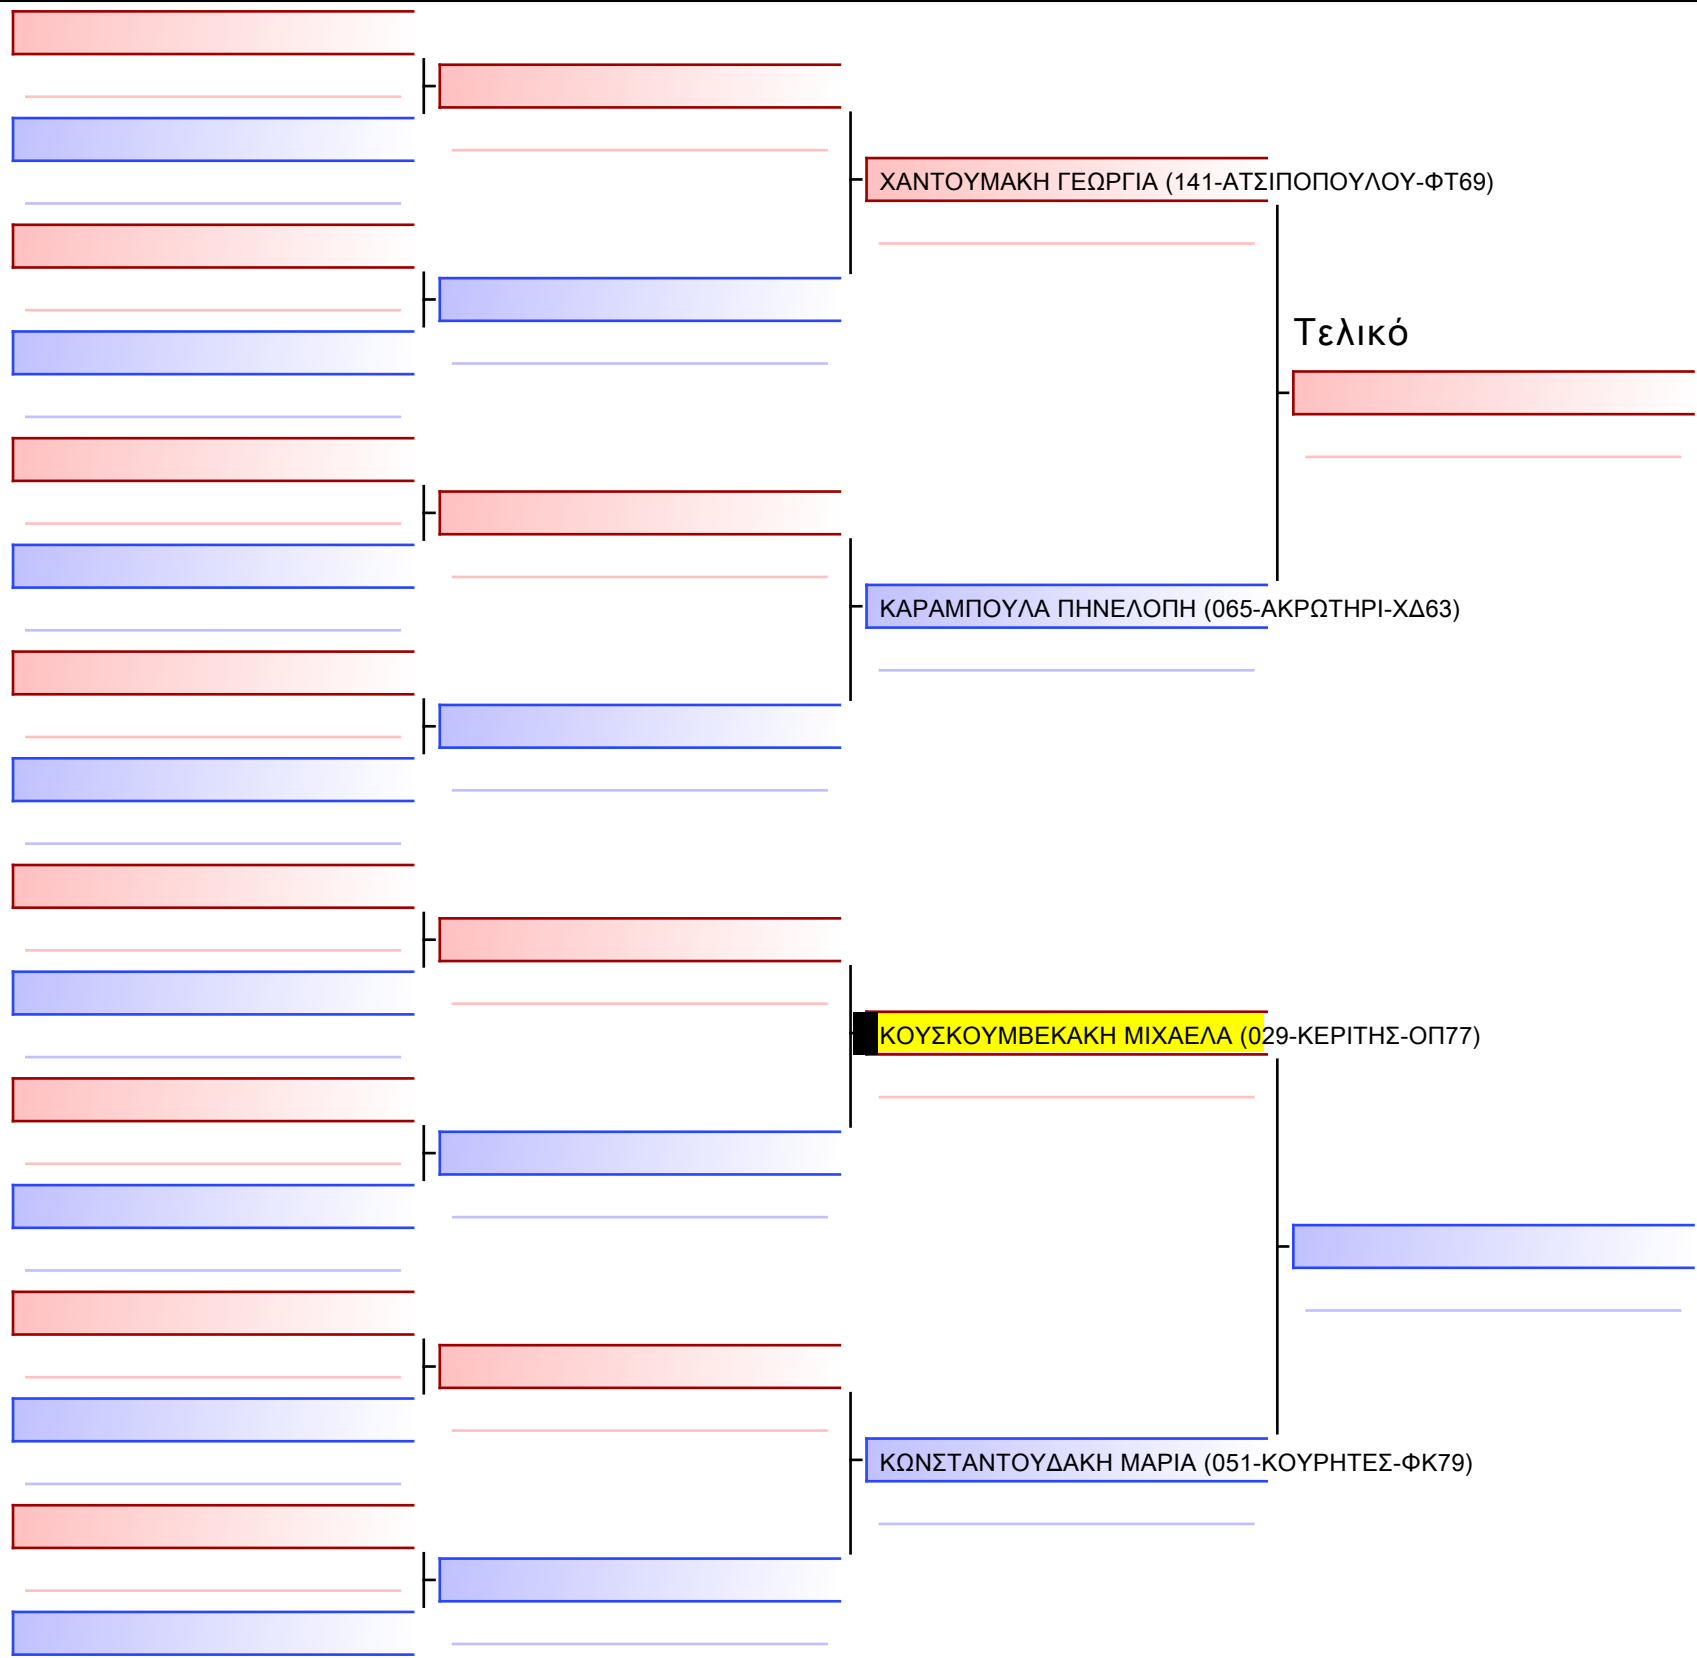 ΧΑΝΤΟΥΜΑΚΗ ΓΕΩΡΓΙΑ (141-ΑΤΣΙΠΟΠΟΥΛΟΥ-ΦΤ69)
Τελικό
ΚΑΡΑΜΠΟΥΛΑ ΠΗΝΕΛΟΠΗ (065-ΑΚΡΩΤΗΡΙ-ΧΔ63)
ΚΟΥΣΚΟΥΜΒΕΚΑΚΗ ΜΙΧΑΕΛΑ (029-ΚΕΡΙΤΗΣ-ΟΠ77)
ΚΩΝΣΤΑΝΤΟΥΔΑΚΗ ΜΑΡΙΑ (051-ΚΟΥΡΗΤΕΣ-ΦΚ79)